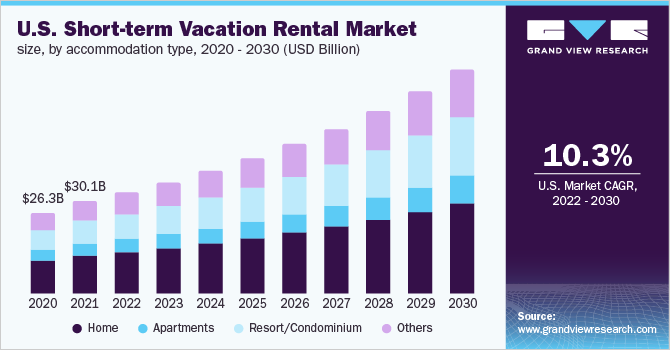 U.S. Short-term Vacation Rental Market
size, by accommodation type, 2020 - 2030 (USD Billion)
$26.3B
$30.1B
2020 2021 2022 2023 2024 2025 2026 2027 2028 2029 2030
Home Apartments Resort/Condominium Others
GRAND VIEW RESEARCH
10.3%
U.S. Market CAGR,
2022 - 2030
Source:
www.grandviewresearch.com